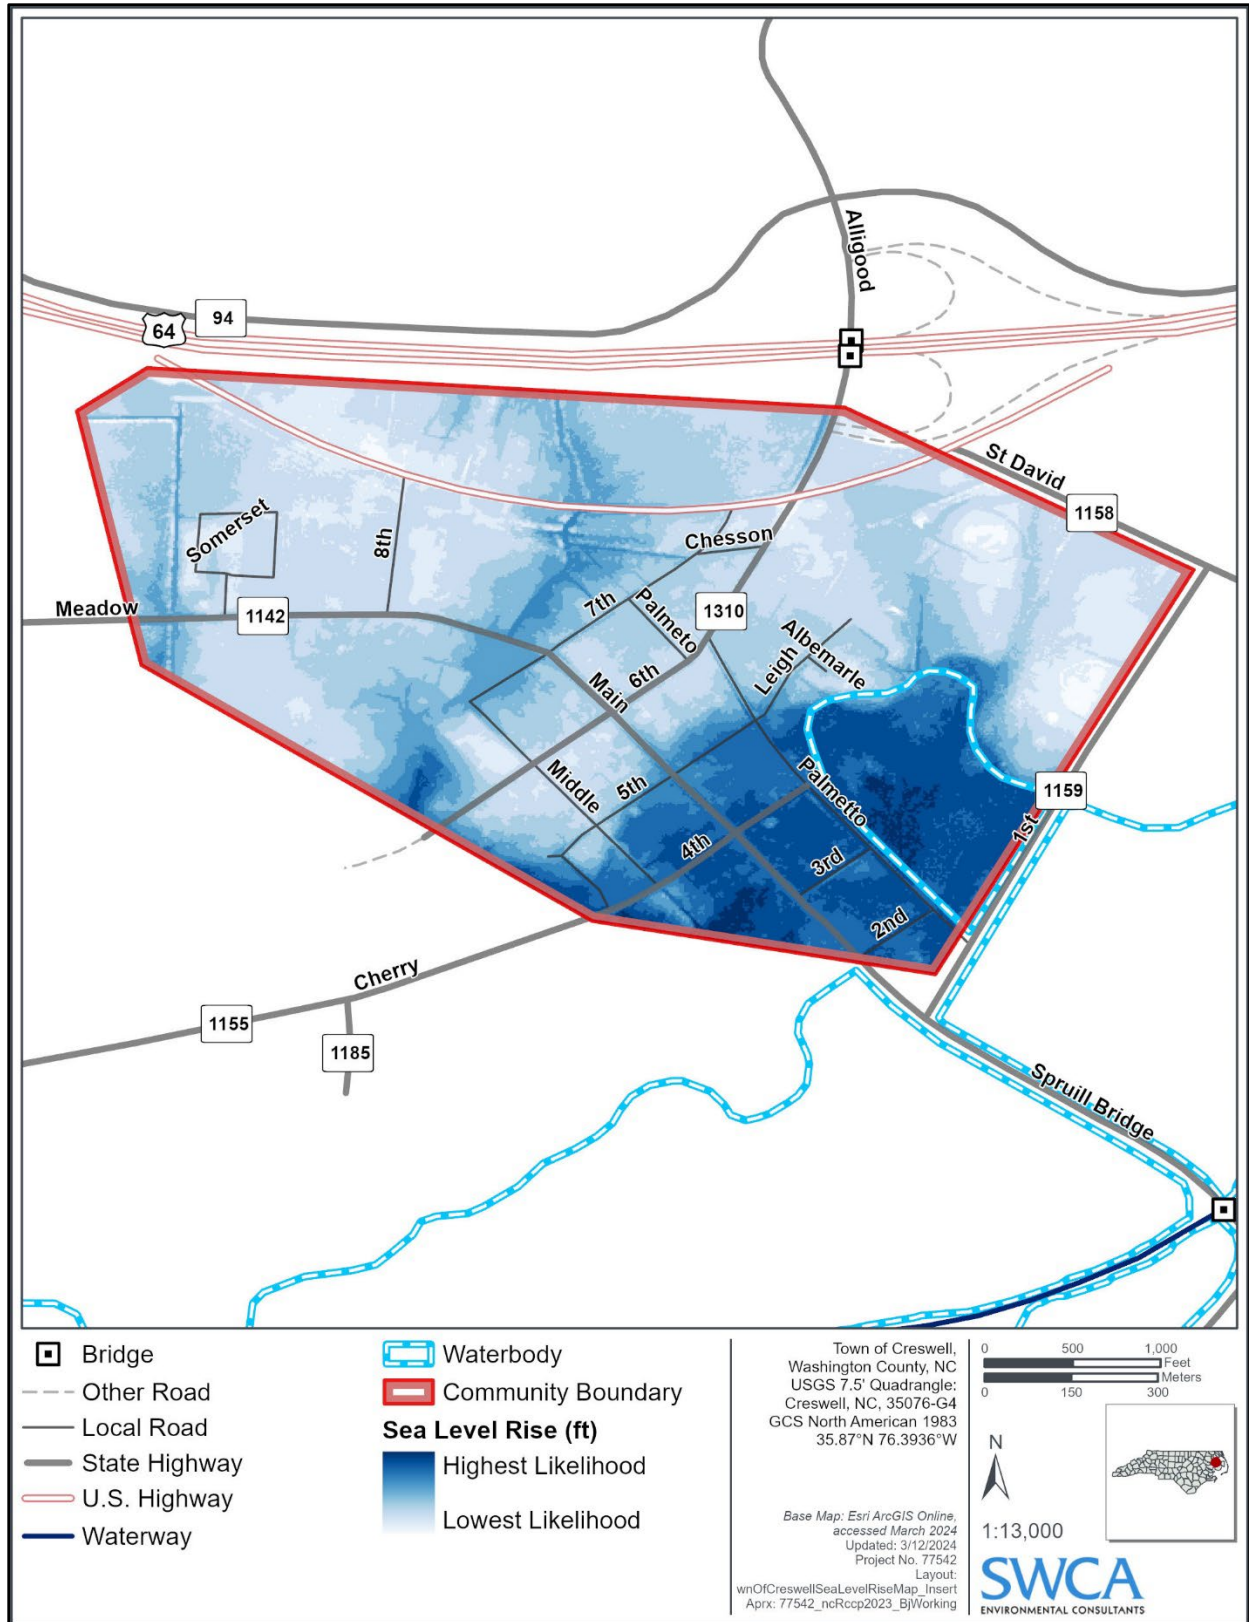 Alligood
94
64
St David
1158
Somerset
8th
Chesson
Meadow
1142
7th
Palmeto
1310
Albemarle
Leigh
6th
Main
Middle
5th
Palmetto
1159
1st
4th
3rd
2nd
Cherry
1155
1185
Spruill Bridge
Bridge
Other Road
Local Road
State Highway
U.S. Highway
Waterway
Waterbody
Community Boundary
Sea Level Rise (ft)
Highest Likelihood
Lowest Likelihood
Town of Creswell,
Washington County, NC
USGS 7.5' Quadrangle:
Creswell, NC, 35076-G4
GCS North American 1983
35.87°N 76.3936°W
Base Map: Esri ArcGIS Online,
accessed March 2024
Updated: 3/12/2024
Project No. 77542
Layout:
wnOfCreswellSeaLevelRiseMap_Insert
Aprx: 77542_ncRccp2023_BjWorking
0 500 1,000
Feet
Meters
0 150 300
N
1:13,000
SWCA
ENVIRONMENTAL CONSULTANTS